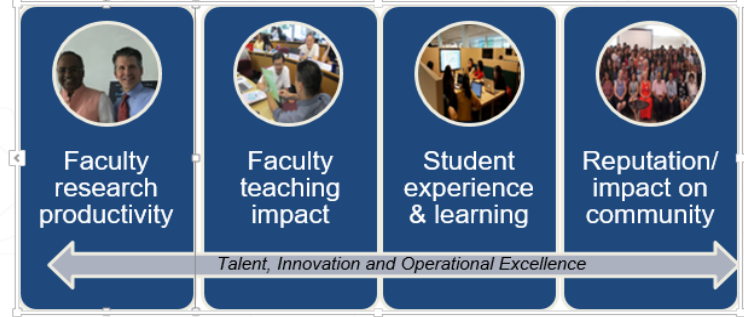 Faculty
research
productivity
Faculty
teaching
impact
Student
experience
& learning
Reputation/
impact on
community
Talent, Innovation and Operational Excellence